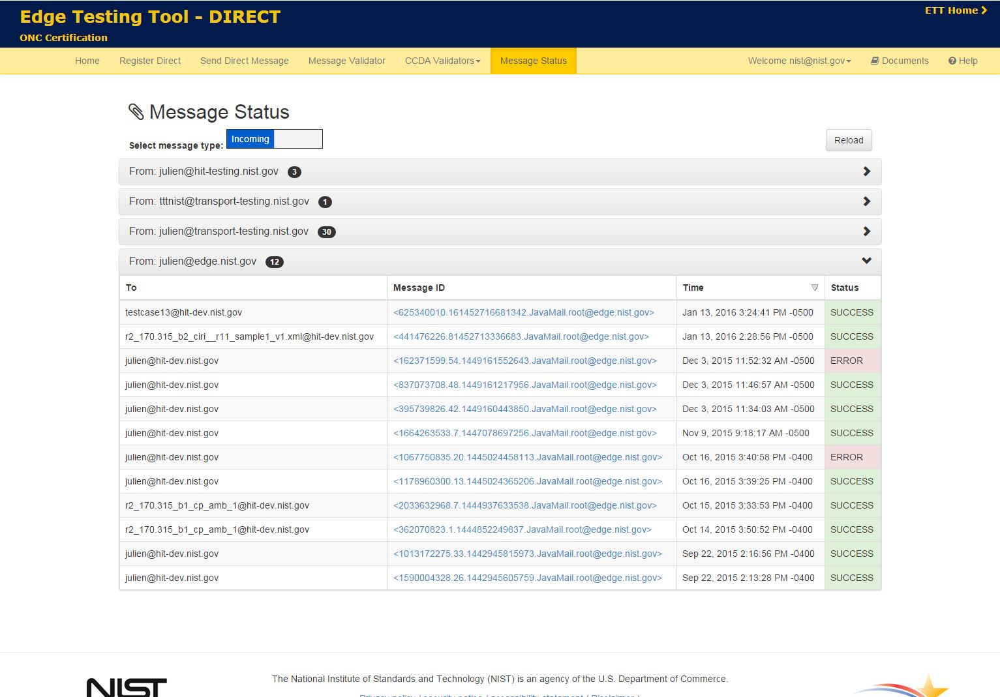 Edge Testing Tool - DIRECT
ETT Home
ONC Certification
Home Register Direct Send Direct Message Message Validator CCDA Validators Message Status Welcome nist@nist.gov Documents Help
Message Status
Select message type: Incoming Reload
From: julien@hit-testing.nist.gov 3
From: tttnist@transport-testing.nist.gov 1
From: julien@transport-testing.nist.gov 30
From: julien@edge.nist.gov 12
To Message ID Time Status
testcase13@hit-dev.nist.gov <625340010.161452716681342.JavaMail.root@edge.nist.gov> Jan 13, 2016 3:24:41 PM -0500 SUCCESS
r2_170.315_b2_ciri__r11_sample1_v1.xml@hit-dev.nist.gov <441476226.81452713336683.JavaMail.root@edge.nist.gov> Jan 13, 2016 2:28:56 PM -0500 SUCCESS
julien@hit-dev.nist.gov <162371599.54.1449161552643.JavaMail.root@edge.nist.gov> Dec 3, 2015 11:52:32 AM -0500 ERROR
julien@hit-dev.nist.gov <837073708.48.1449161217956.JavaMail.root@edge.nist.gov> Dec 3, 2015 11:46:57 AM -0500 SUCCESS
julien@hit-dev.nist.gov <395739826.42.1449160443850.JavaMail.root@edge.nist.gov> Dec 3, 2015 11:34:03 AM -0500 SUCCESS
julien@hit-dev.nist.gov <1664263533.7.1447078697256.JavaMail.root@edge.nist.gov> Nov 9, 2015 9:18:17 AM -0500 SUCCESS
julien@hit-dev.nist.gov <1067750835.20.1445024458113.JavaMail.root@edge.nist.gov> Oct 16, 2015 3:40:58 PM -0400 ERROR
julien@hit-dev.nist.gov <1178960300.13.1445024365206.JavaMail.root@edge.nist.gov> Oct 16, 2015 3:39:25 PM -0400 SUCCESS
r2_170.315_b1_cp_amb_1@hit-dev.nist.gov <2033632968.7.1444937633538.JavaMail.root@edge.nist.gov> Oct 15, 2015 3:33:53 PM -0400 SUCCESS
r2_170.315_b1_cp_amb_1@hit-dev.nist.gov <362070823.1.1444852249837.JavaMail.root@edge.nist.gov> Oct 14, 2015 3:50:52 PM -0400 SUCCESS
julien@hit-dev.nist.gov <1013172275.33.1442945815973.JavaMail.root@edge.nist.gov> Sep 22, 2015 2:16:56 PM -0400 SUCCESS
julien@hit-dev.nist.gov <1590004328.26.1442945605759.JavaMail.root@edge.nist.gov> Sep 22, 2015 2:13:28 PM -0400 SUCCESS
NIST
The National Institute of Standards and Technology (NIST) is an agency of the U.S. Department of Commerce.
Privacy policy / security notice / accessibility statement / Disclaimer /